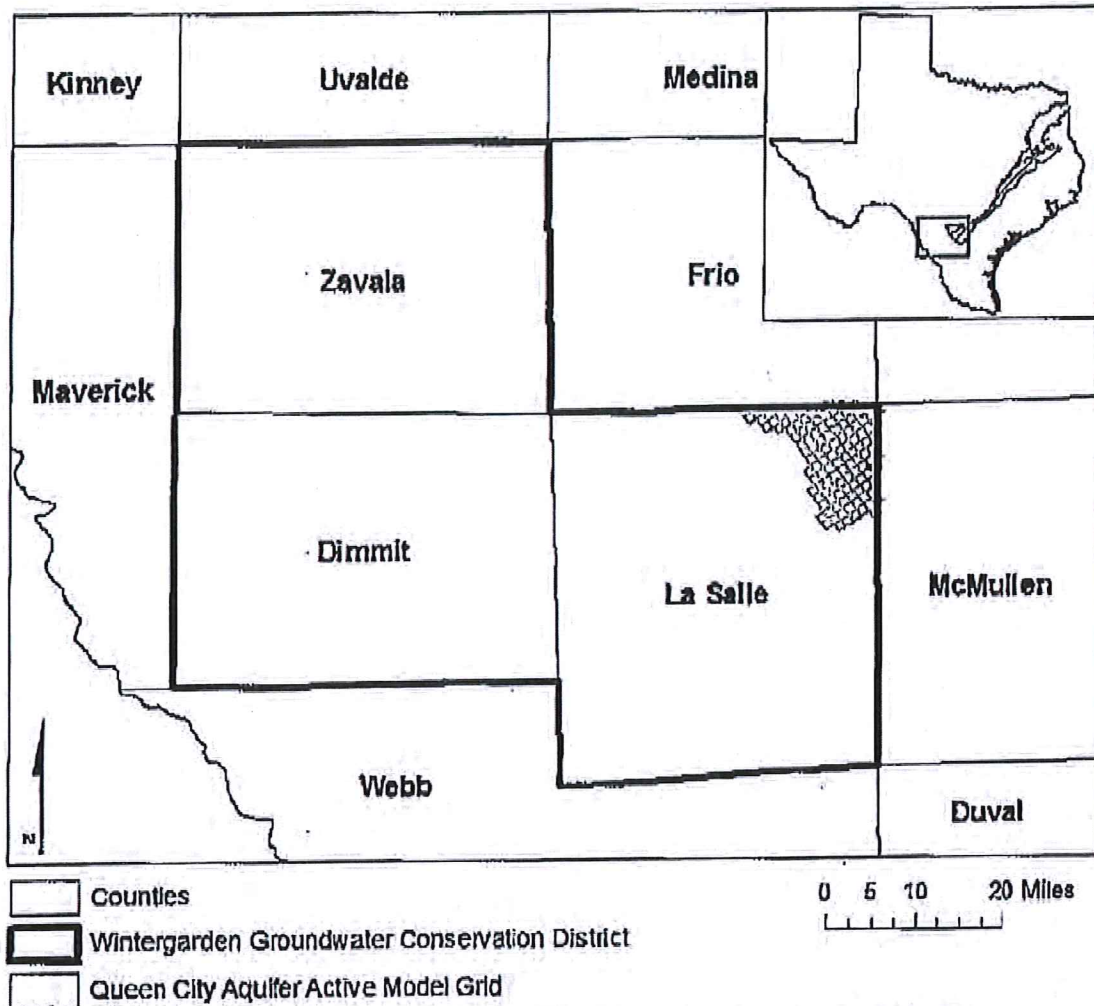 Kinney
Uvalde
Medina
Zavala
Frio
Maverick
Dimmit
La Salle
McMullen
Webb
Duval
N
Counties
0 5 10 20 Miles
Wintergarden Groundwater Conservation District
Queen City Aquifer Active Model Grid